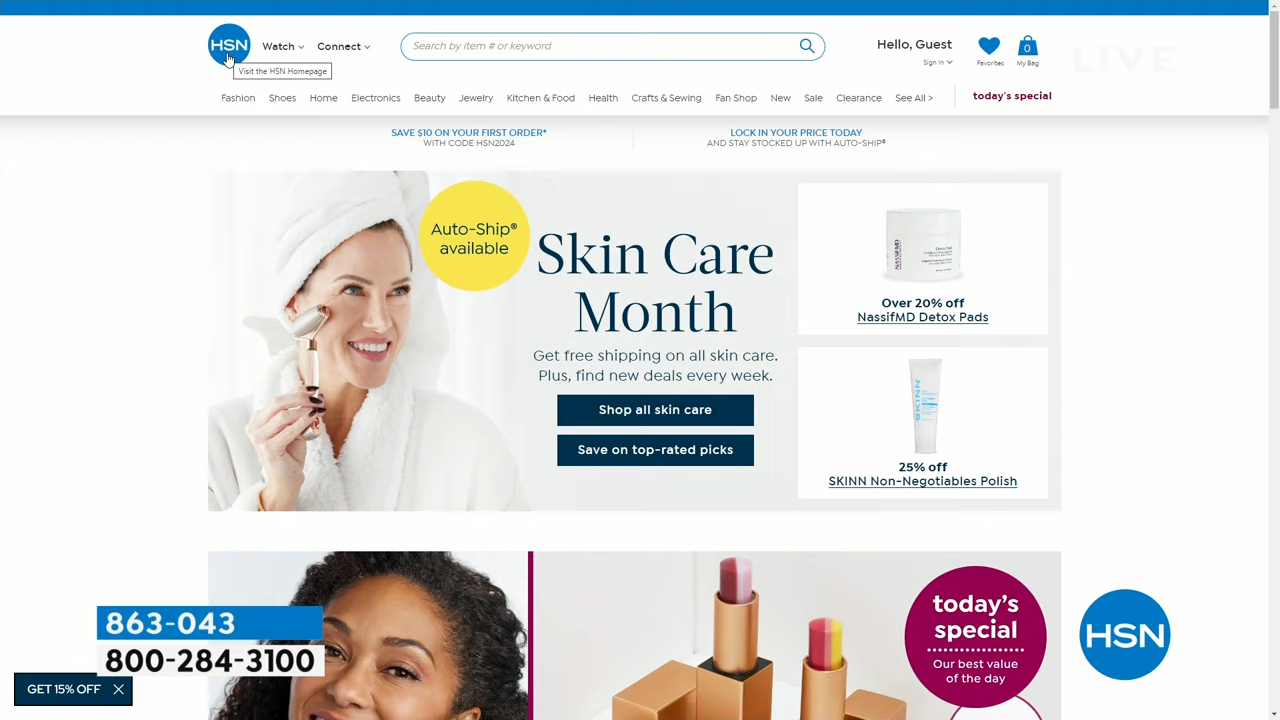 HSN
Watch
Connect
Search by item # or keyword
Hello, Guest
Sign In
Favorites
0
My Bag
LIVE
Visit the HSN Homepage
Fashion
Shoes
Home
Electronics
Beauty
Jewelry
Kitchen & Food
Health
Crafts & Sewing
Fan Shop
New
Sale
Clearance
See All >
today's special
SAVE $10 ON YOUR FIRST ORDER*
WITH CODE HSN2024
LOCK IN YOUR PRICE TODAY
AND STAY STOCKED UP WITH AUTO-SHIP®
Auto-Ship®
available
Skin Care
Month
Get free shipping on all skin care.
Plus, find new deals every week.
Shop all skin care
Save on top-rated picks
NASSIFMD
Detox Pads
Over 20% off
NassifMD Detox Pads
SKINN
25% off
SKINN Non-Negotiables Polish
today's
special
Our best value
of the day
863-043
800-284-3100
GET 15% OFF
HSN